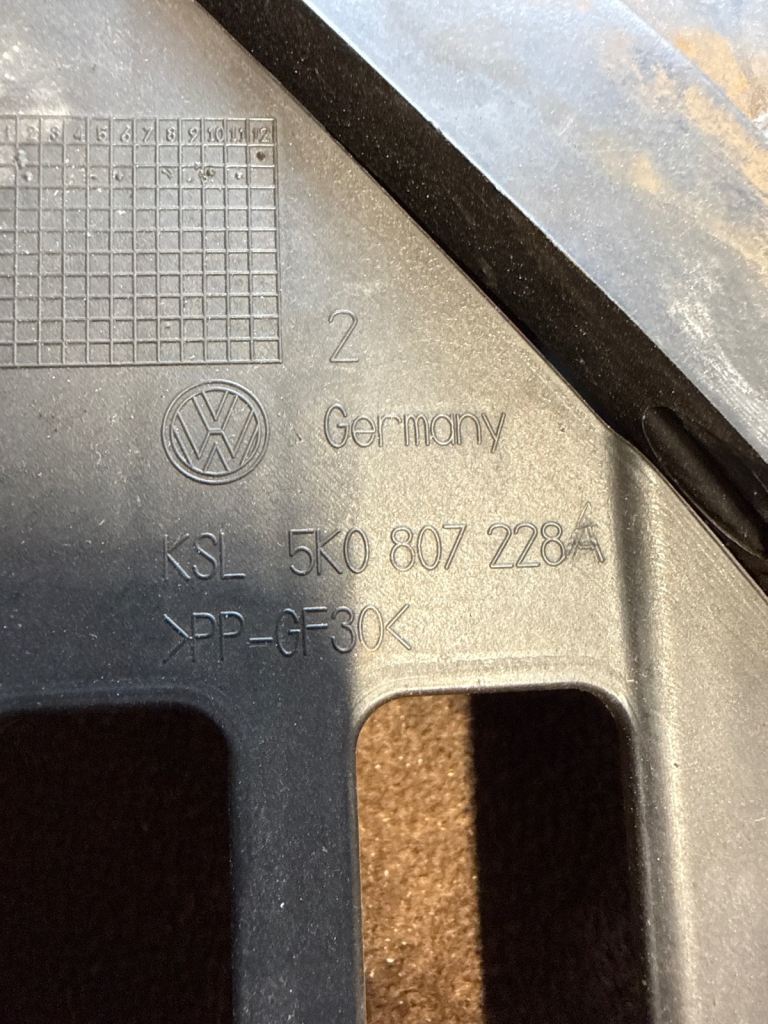 1 2 3 4 5 6 7 8 9 10 11 12
2
VW Germany
KSL 5K0 807 228A
>PP-GF30<